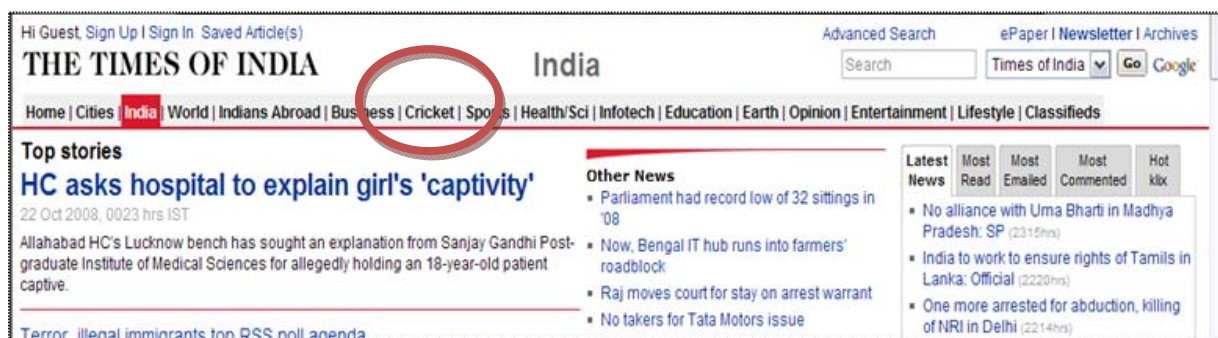 Hi Guest, Sign Up | Sign In Saved Article(s)
Advanced Search
ePaper | Newsletter | Archives
THE TIMES OF INDIA
India
Search
Times of India
Go
Google
Home | Cities | India | World | Indians Abroad | Business | Cricket | Sports | Health/Sci | Infotech | Education | Earth | Opinion | Entertainment | Lifestyle | Classifieds
Top stories
HC asks hospital to explain girl's 'captivity'
22 Oct 2008, 0023 hrs IST
Allahabad HC's Lucknow bench has sought an explanation from Sanjay Gandhi Post-
graduate Institute of Medical Sciences for allegedly holding an 18-year-old patient
captive.
Terror, illegal immigrants top RSS poll agenda
Other News
Parliament had record low of 32 sittings in
'08
Now, Bengal IT hub runs into farmers'
roadblock
Raj moves court for stay on arrest warrant
No takers for Tata Motors issue
Latest News
Most Read
Most Emailed
Most Commented
Hot klix
No alliance with Uma Bharti in Madhya
Pradesh: SP (2315hrs)
India to work to ensure rights of Tamils in
Lanka: Official (2220hrs)
One more arrested for abduction, killing
of NRI in Delhi (2214hrs)